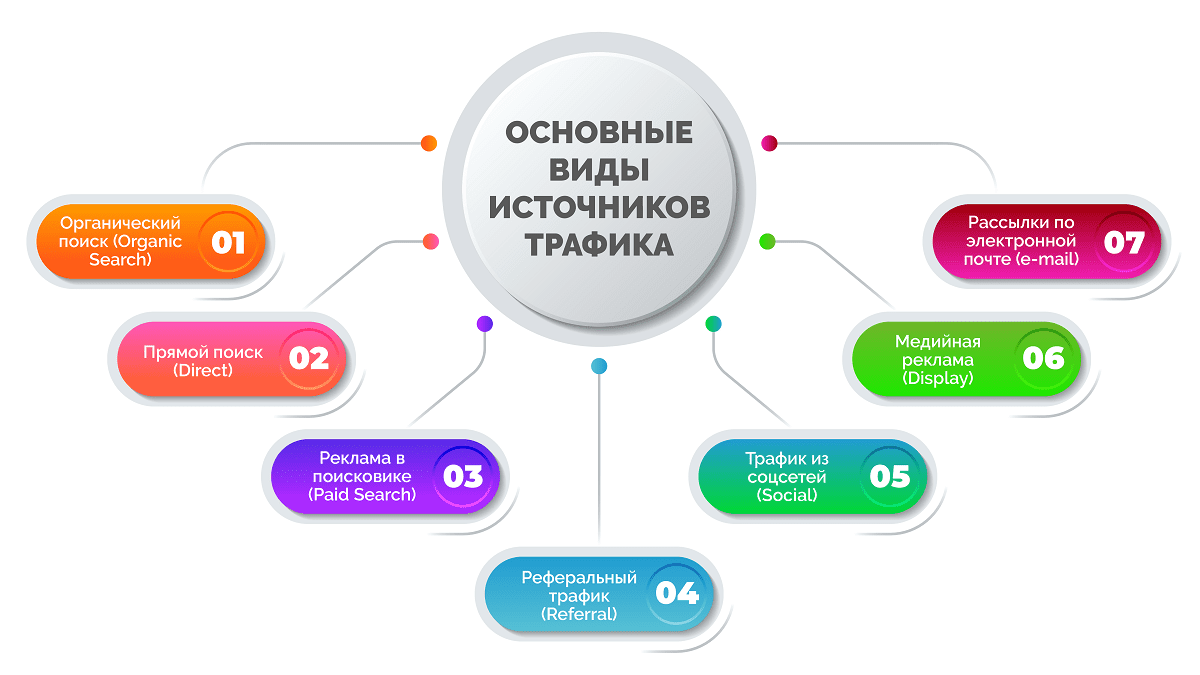 ОСНОВНЫЕ
ВИДЫ
ИСТОЧНИКОВ
ТРАФИКА
Органический
поиск (Organic
Search)
01
Прямой поиск
(Direct)
02
Реклама в
поисковике
(Paid Search)
03
Реферальный
трафик
(Referral)
04
Трафик из
соцсетей
(Social)
05
Медийная
реклама
(Display)
06
Рассылки по
электронной
почте (e-mail)
07